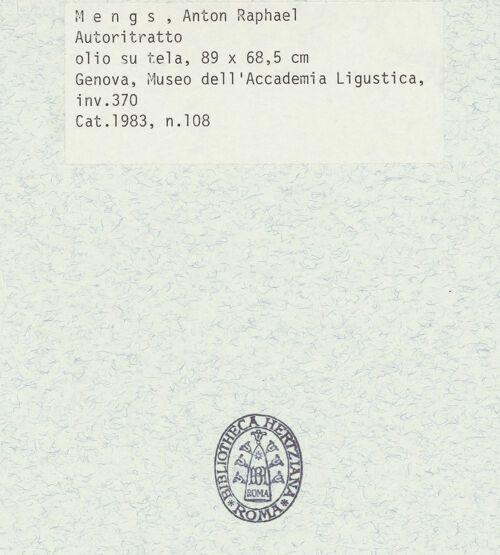 M e n g s , Anton Raphael
Autoritratto
olio su tela, 89 x 68,5 cm
Genova, Museo dell'Accademia Ligustica,
inv.370
Cat.1983, n.108
* BIBLIOTHECA HERTZIANA *
ROMA
ROMA